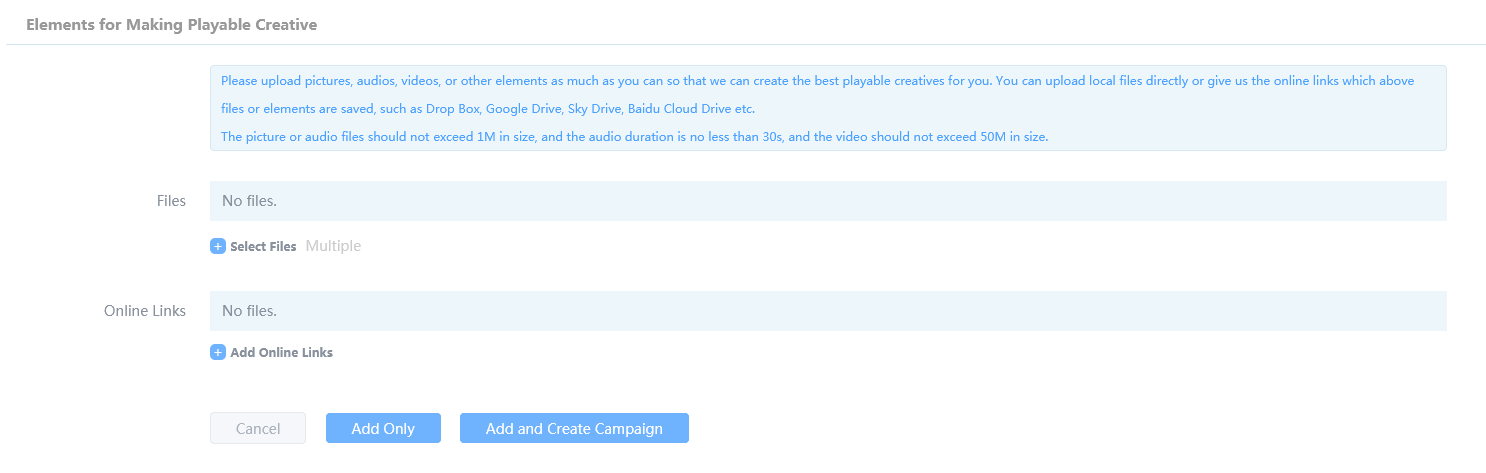 Elements for Making Playable Creative
Please upload pictures, audios, videos, or other elements as much as you can so that we can create the best playable creatives for you. You can upload local files directly or give us the online links which above
files or elements are saved, such as Drop Box, Google Drive, Sky Drive, Baidu Cloud Drive etc.
The picture or audio files should not exceed 1M in size, and the audio duration is no less than 30s, and the video should not exceed 50M in size.
Files No files.
+ Select Files Multiple
Online Links No files.
+ Add Online Links
Cancel Add Only Add and Create Campaign